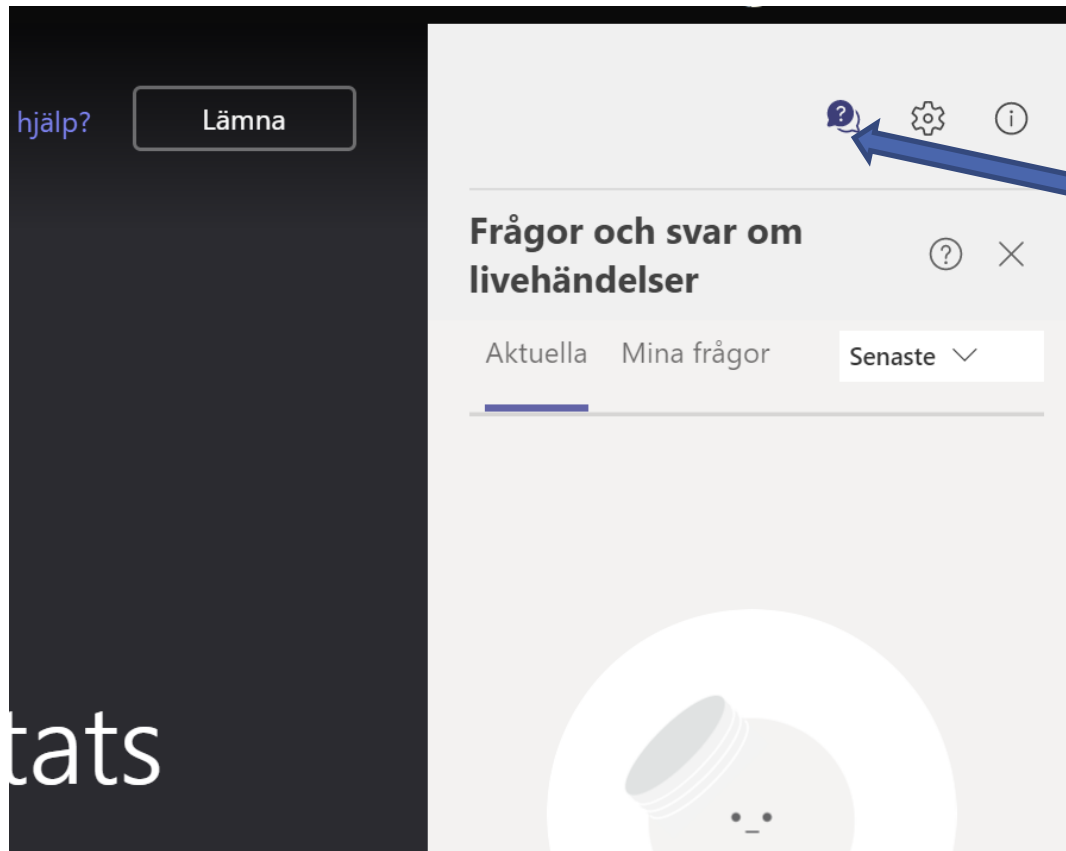 hjälp?
Lämna
Frågor och svar om
livehändelser
Aktuella
Mina frågor
Senaste
tats